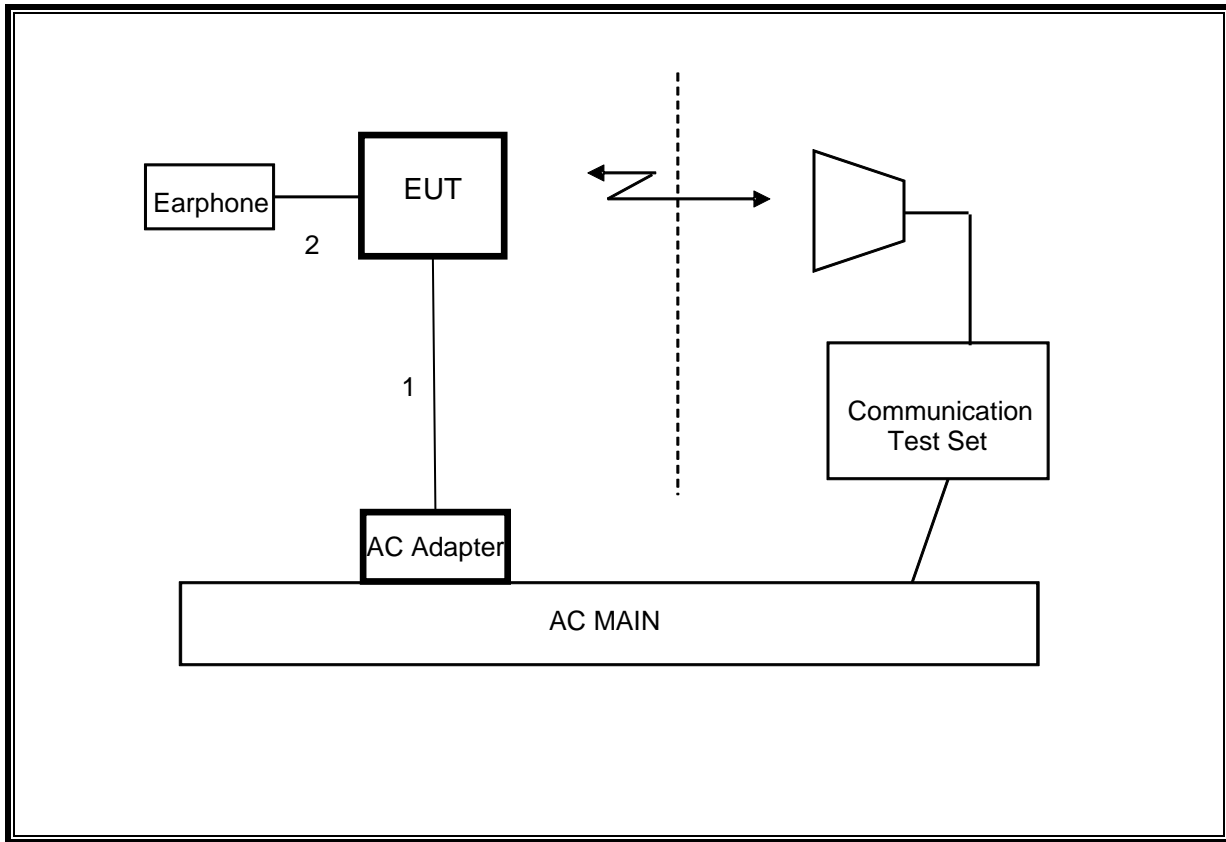 EUT
Earphone
2
1
Communication
Test Set
AC Adapter
AC MAIN